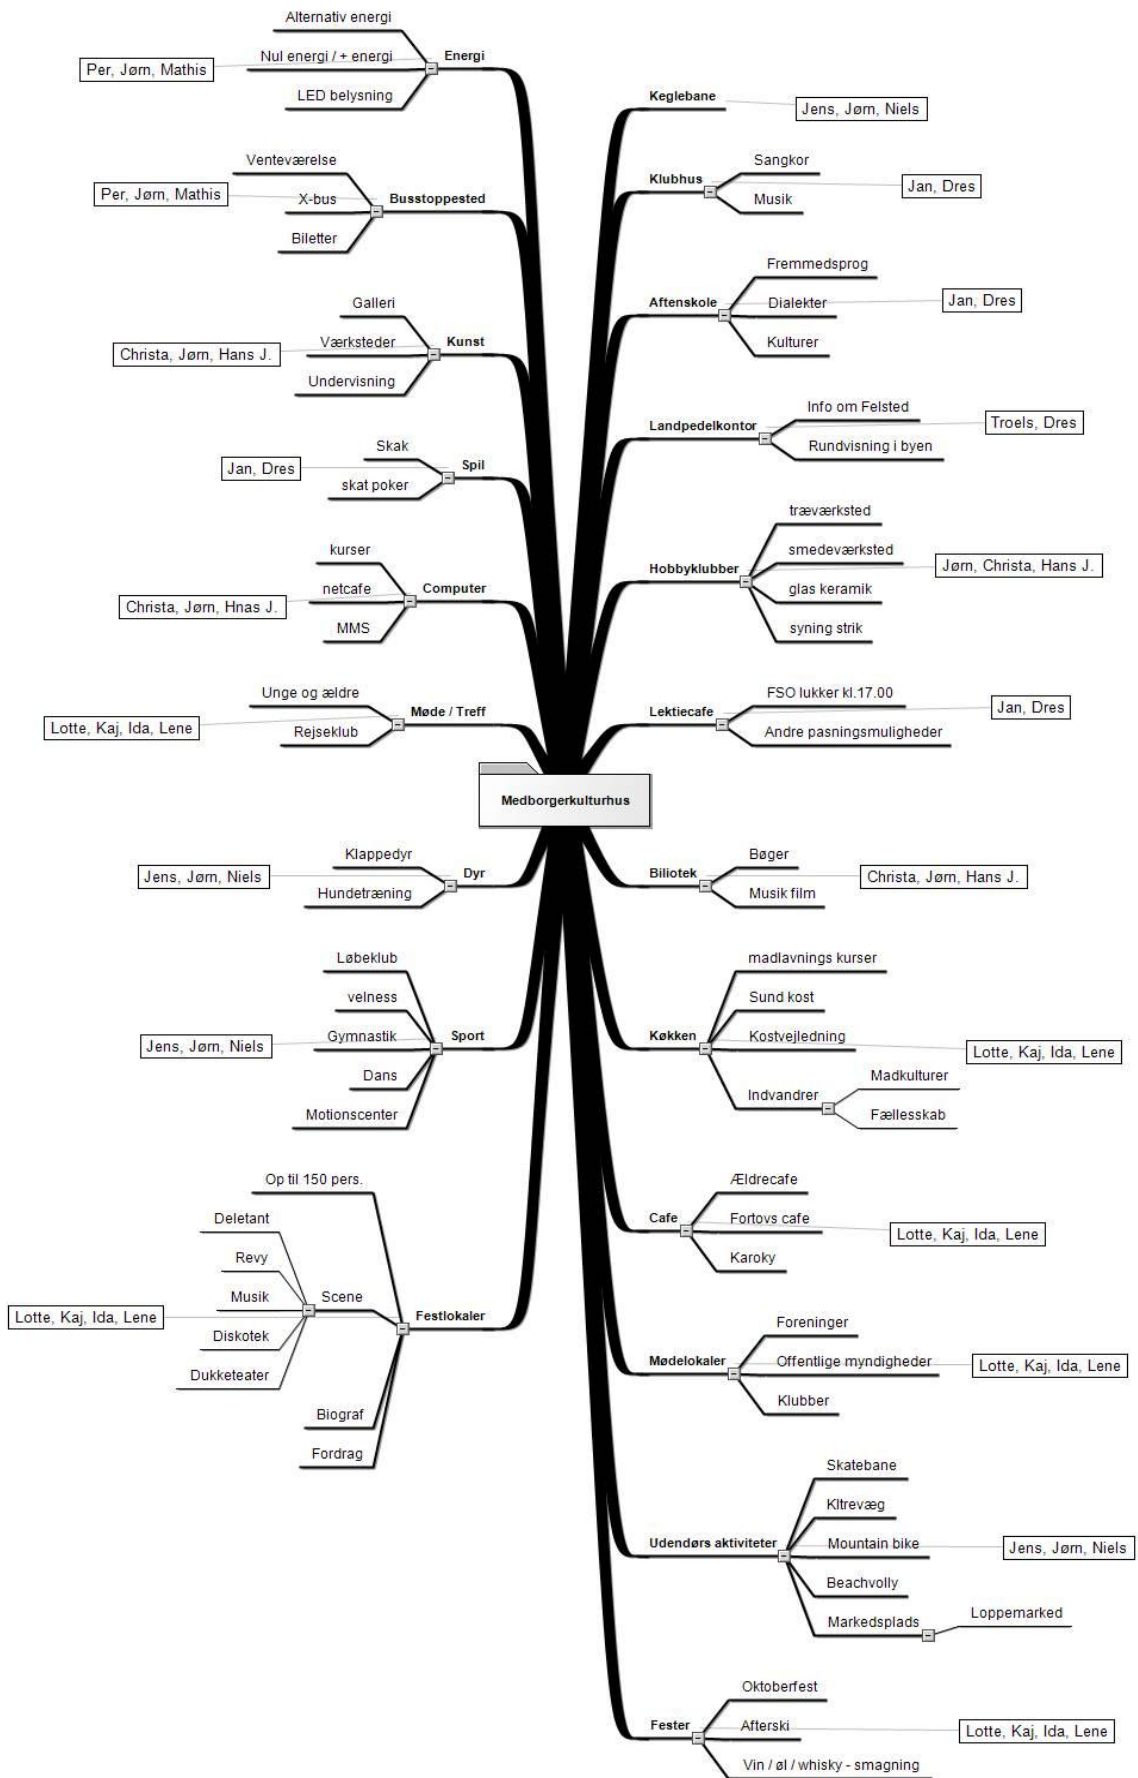 Alternativ energi
Nul energi / + energi
LED belysning
Energi
Per, Jørn, Mathis
Venteværelse
X-bus
Biletter
Busstoppested
Per, Jørn, Mathis
Galleri
Værksteder
Undervisning
Kunst
Christa, Jørn, Hans J.
Skak
skat poker
Spil
Jan, Dres
kurser
netcafe
MMS
Computer
Christa, Jørn, Hnas J.
Unge og ældre
Rejseklub
Møde / Treff
Lotte, Kaj, Ida, Lene
Medborgerkulturhus
Klappedyr
Hundetræning
Dyr
Jens, Jørn, Niels
Løbeklub
velness
Gymnastik
Dans
Motionscenter
Sport
Jens, Jørn, Niels
Op til 150 pers.
Deletant
Revy
Musik
Diskotek
Dukketeater
Scene
Biograf
Fordrag
Festlokaler
Lotte, Kaj, Ida, Lene
Keglebane
Jens, Jørn, Niels
Klubhus
Sangkor
Musik
Jan, Dres
Aftenskole
Fremmedsprog
Dialekter
Kulturer
Jan, Dres
Landpedelkontor
Info om Felsted
Rundvisning i byen
Troels, Dres
Hobbyklubber
træværksted
smedeværksted
glas keramik
syning strik
Jørn, Christa, Hans J.
Lektiecafe
FSO lukker kl.17.00
Andre pasningsmuligheder
Jan, Dres
Biliotek
Bøger
Musik film
Christa, Jørn, Hans J.
Køkken
madlavnings kurser
Sund kost
Kostvejledning
Indvandrer
Madkulturer
Fællesskab
Lotte, Kaj, Ida, Lene
Cafe
Ældrecafe
Fortovs cafe
Karoky
Lotte, Kaj, Ida, Lene
Mødelokaler
Foreninger
Offentlige myndigheder
Klubber
Lotte, Kaj, Ida, Lene
Udendørs aktiviteter
Skatebane
Kltrevæg
Mountain bike
Beachvolly
Markedsplads
Loppemarked
Jens, Jørn, Niels
Fester
Oktoberfest
Afterski
Vin / øl / whisky - smagning
Lotte, Kaj, Ida, Lene